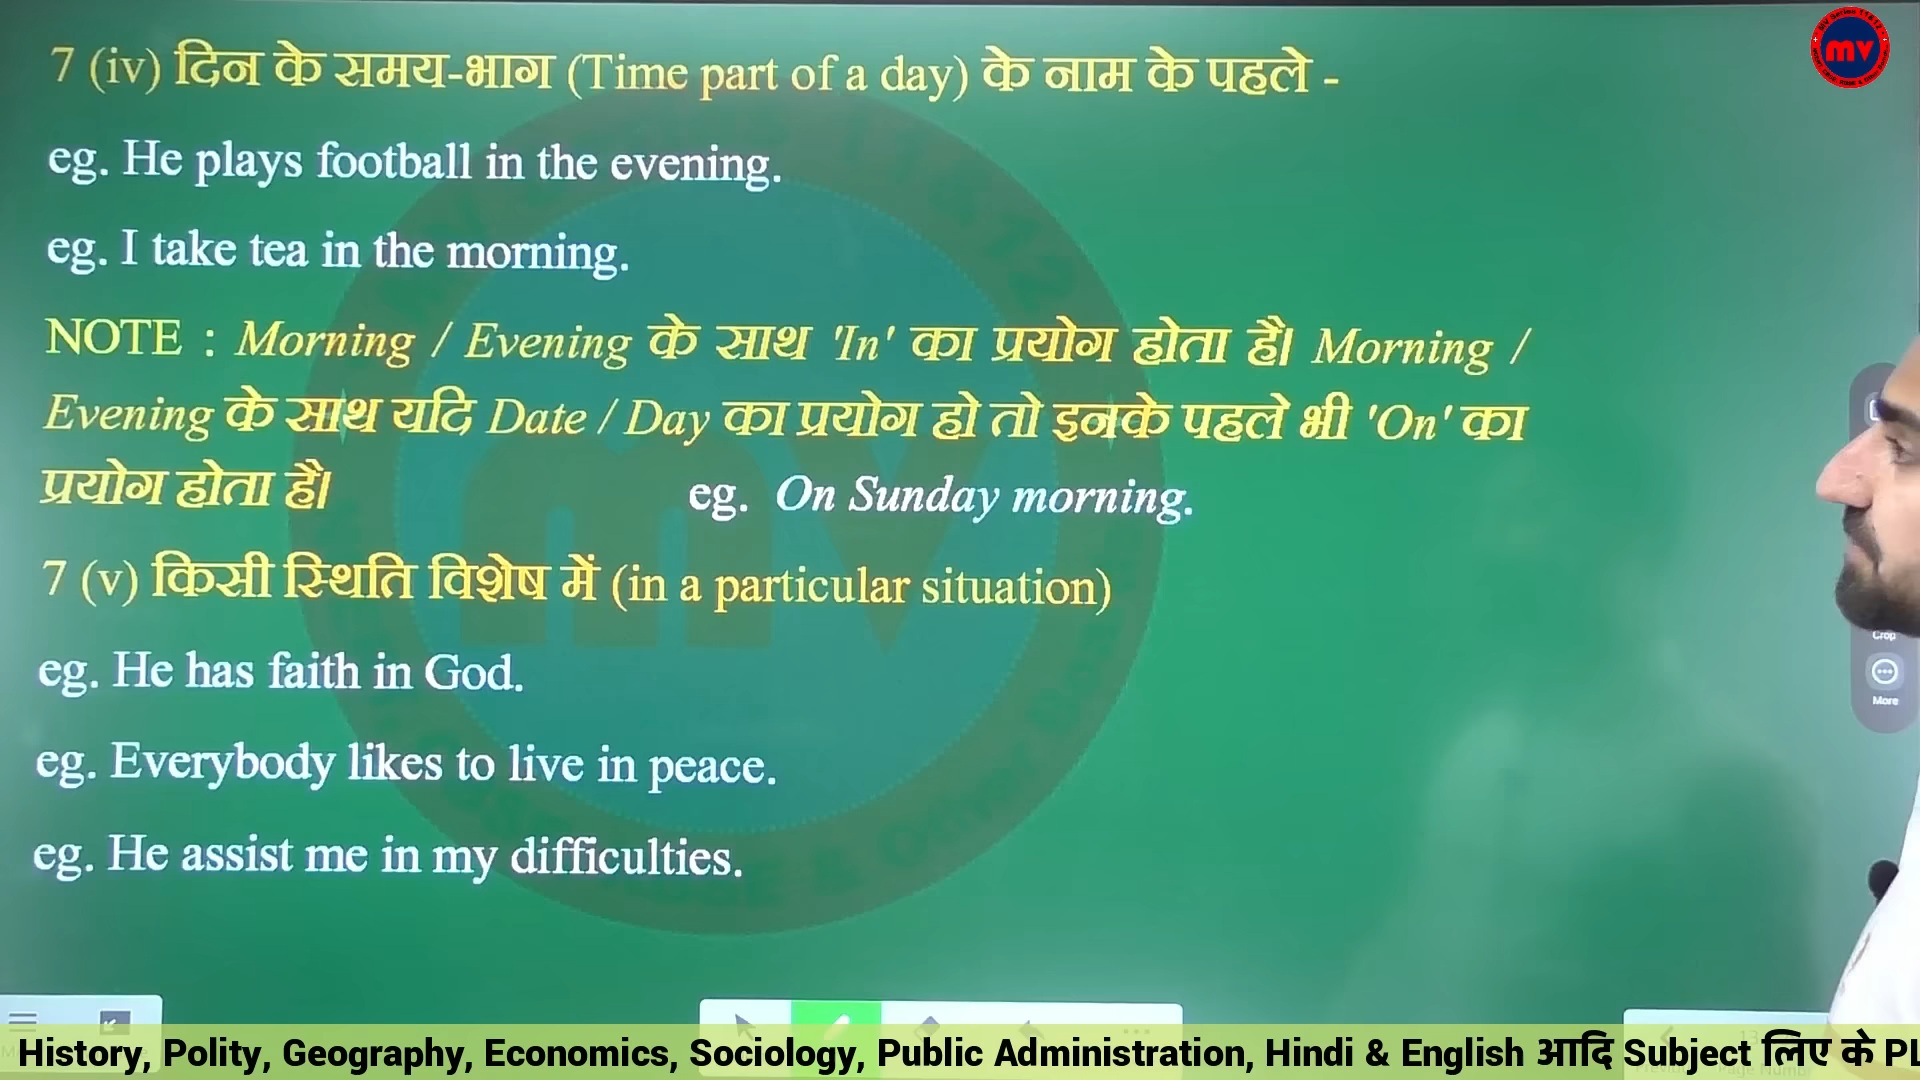 7 (iv) दिन के समय-भाग (Time part of a day) के नाम के पहले -
eg. He plays football in the evening.
eg. I take tea in the morning.
NOTE : Morning / Evening के साथ 'In' का प्रयोग होता है। Morning /
Evening के साथ यदि Date / Day का प्रयोग हो तो इनके पहले भी 'On' का
प्रयोग होता है। eg. On Sunday morning.
7 (v) किसी स्थिति विशेष में (in a particular situation)
eg. He has faith in God.
eg. Everybody likes to live in peace.
eg. He assist me in my difficulties.
mv
mv
Crop
More
History, Polity, Geography, Economics, Sociology, Public Administration, Hindi & English आदि Subject लिए के PL